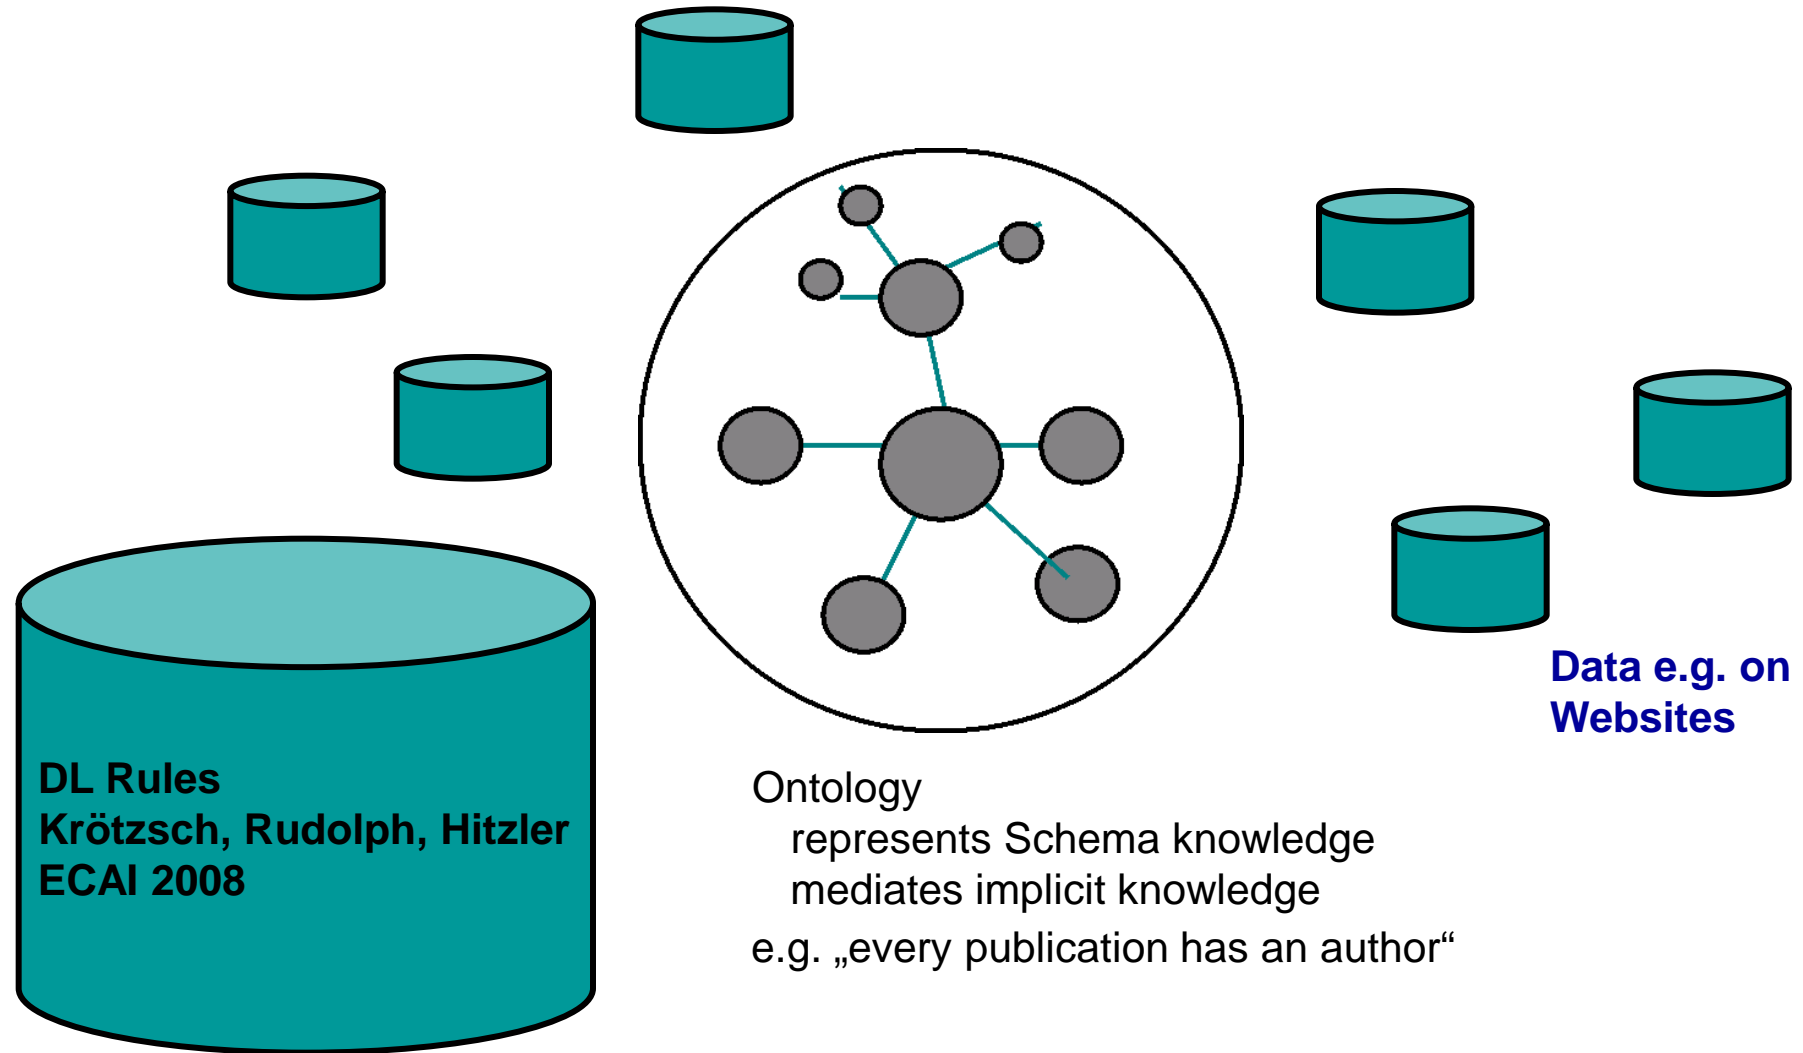 Data e.g. on
Websites
DL Rules
Krötzsch, Rudolph, Hitzler
ECAI 2008
Ontology
represents Schema knowledge
mediates implicit knowledge
e.g. „every publication has an author“